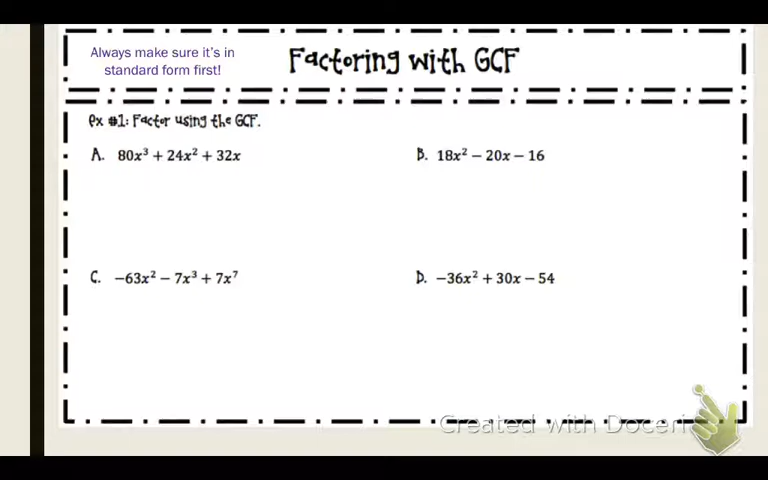 Always make sure it's in
standard form first!
Factoring with GCF
Ex #1: Factor using the GCF.
A. 80x³ + 24x² + 32x
B. 18x² − 20x − 16
C. −63x² − 7x³ + 7x⁷
D. −36x² + 30x − 54
Created with Doceri